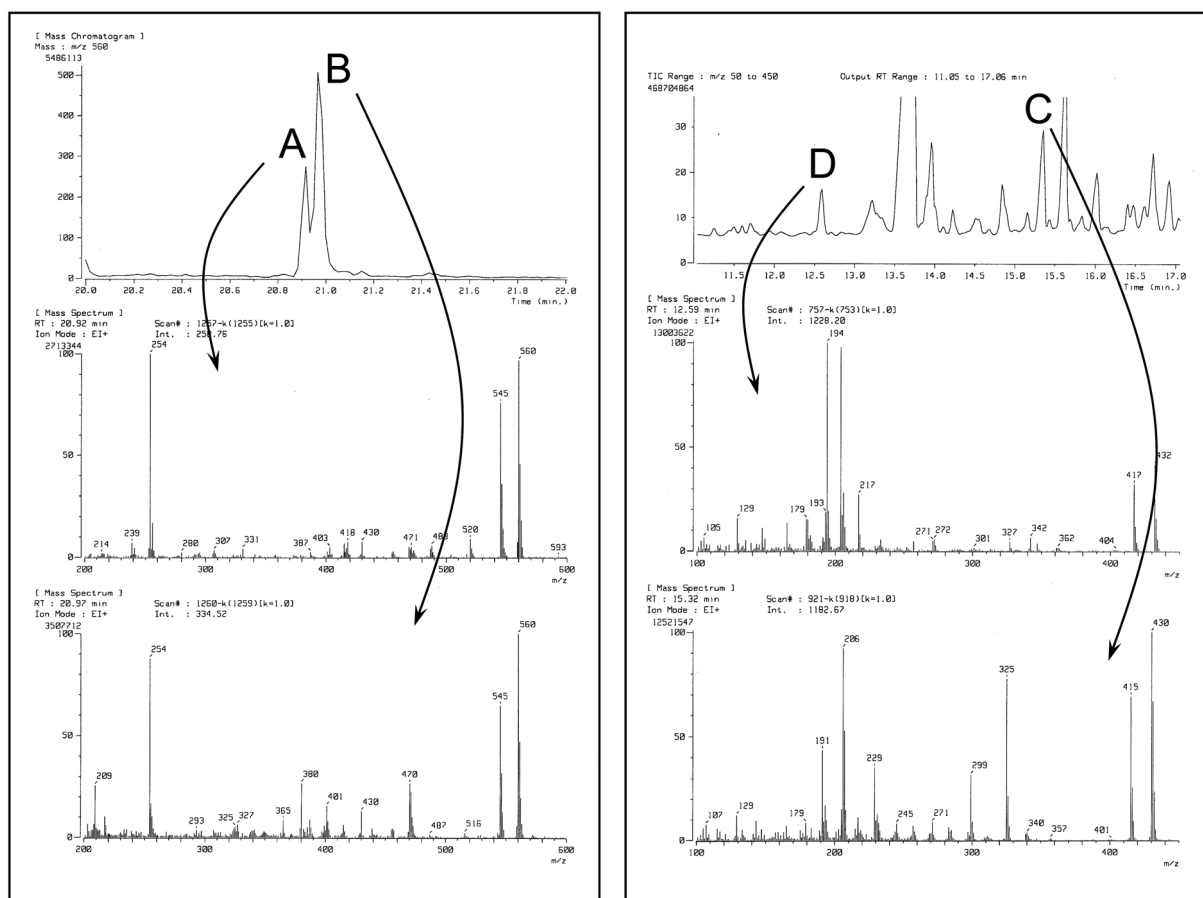 [ Mass Chromatogram ]
Mass : m/z 560
5486113
500
400
300
200
100
0
20.0 20.2 20.4 20.6 20.8 21.0 21.2 21.4 21.6 21.8 22.0
Time (min.)
A
B
[ Mass Spectrum ]
RT : 20.92 min Scan# : 1257-k(1255)[k=1.0]
Ion Mode : EI+ Int. : 258.76
2713344
100
50
0
254
560
545
214
239
280
307
331
387
403
418
430
471
520
593
200 300 400 500 600
m/z
[ Mass Spectrum ]
RT : 20.97 min Scan# : 1260-k(1259)[k=1.0]
Ion Mode : EI+ Int. : 334.52
3507712
100
50
0
560
254
545
209
293
325
327
365
380
401
430
470
487
516
200 300 400 500 600
m/z
TIC Range : m/z 50 to 450 Output RT Range : 11.05 to 17.06 min
468704864
30
20
10
0
11.5 12.0 12.5 13.0 13.5 14.0 14.5 15.0 15.5 16.0 16.5 17.0
Time (min.)
C
D
[ Mass Spectrum ]
RT : 12.59 min Scan# : 757-k(753)[k=1.0]
Ion Mode : EI+ Int. : 1228.20
13003622
100
50
0
194
432
417
217
193
179
129
105
271
272
301
327
342
362
404
100 200 300 400
m/z
[ Mass Spectrum ]
RT : 15.32 min Scan# : 921-k(918)[k=1.0]
Ion Mode : EI+ Int. : 1182.67
12521547
100
50
0
430
206
325
415
191
229
299
107
129
179
245
271
340
357
401
100 200 300 400
m/z